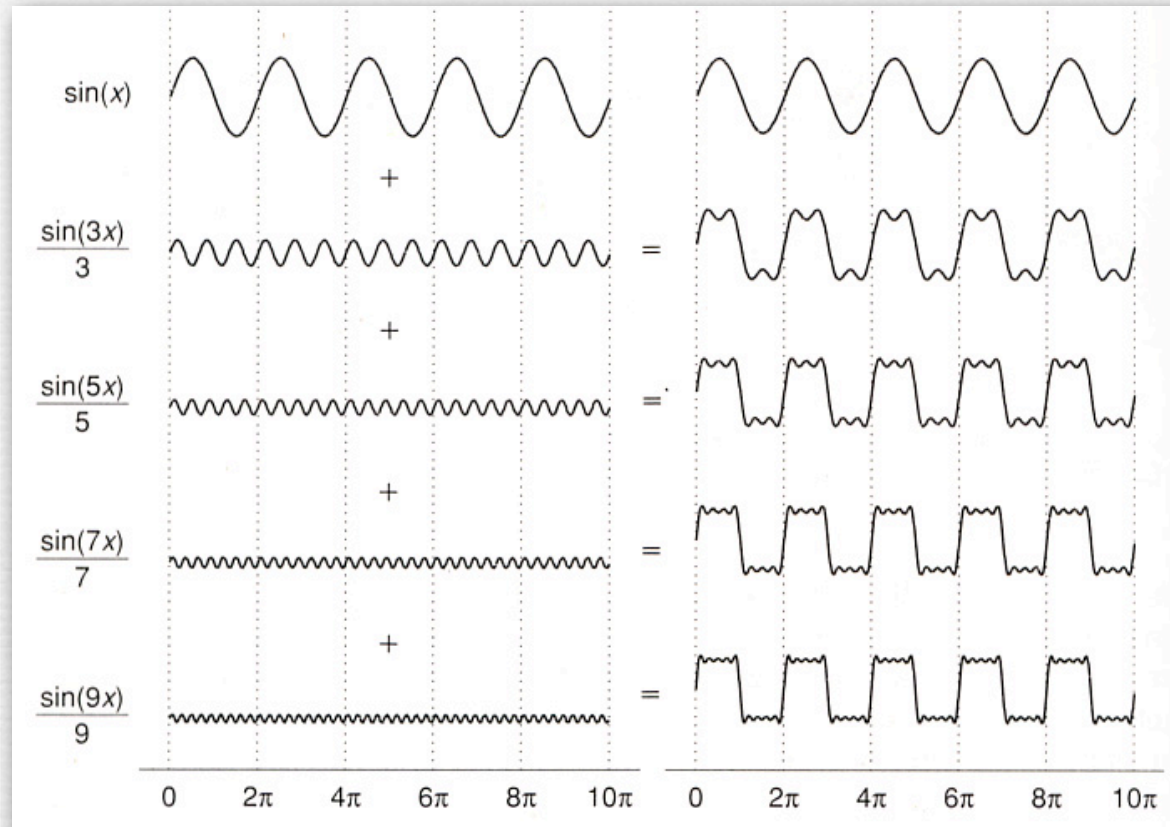 sin(x)
+
sin(3x)
3
=
+
sin(5x)
5
=
+
sin(7x)
7
=
+
sin(9x)
9
=
0 2π 4π 6π 8π 10π 0 2π 4π 6π 8π 10π